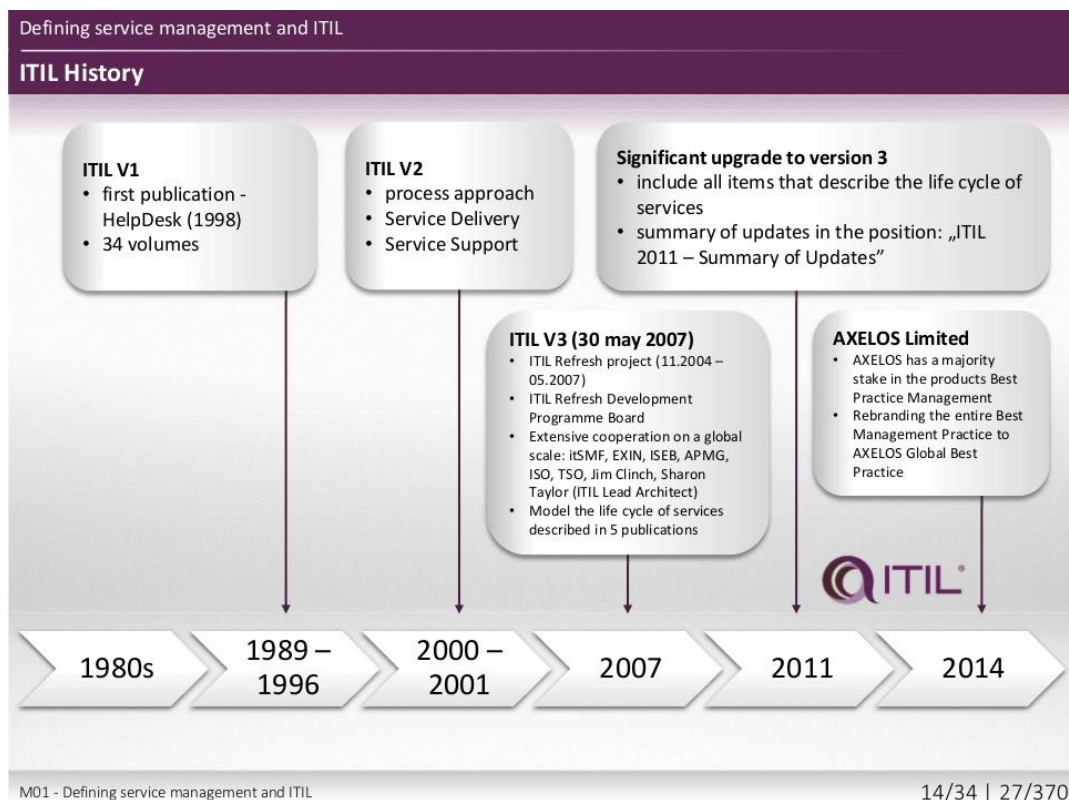 Defining service management and ITIL
ITIL History
ITIL V1
• first publication -
HelpDesk (1998)
• 34 volumes
ITIL V2
• process approach
• Service Delivery
• Service Support
Significant upgrade to version 3
• include all items that describe the life cycle of
services
• summary of updates in the position: „ITIL
2011 – Summary of Updates”
ITIL V3 (30 may 2007)
• ITIL Refresh project (11.2004 –
05.2007)
• ITIL Refresh Development
Programme Board
• Extensive cooperation on a global
scale: itSMF, EXIN, ISEB, APMG,
ISO, TSO, Jim Clinch, Sharon
Taylor (ITIL Lead Architect)
• Model the life cycle of services
described in 5 publications
AXELOS Limited
• AXELOS has a majority
stake in the products Best
Practice Management
• Rebranding the entire Best
Management Practice to
AXELOS Global Best
Practice
ITIL®
1980s
1989 –
1996
2000 –
2001
2007
2011
2014
M01 - Defining service management and ITIL
14/34 | 27/370